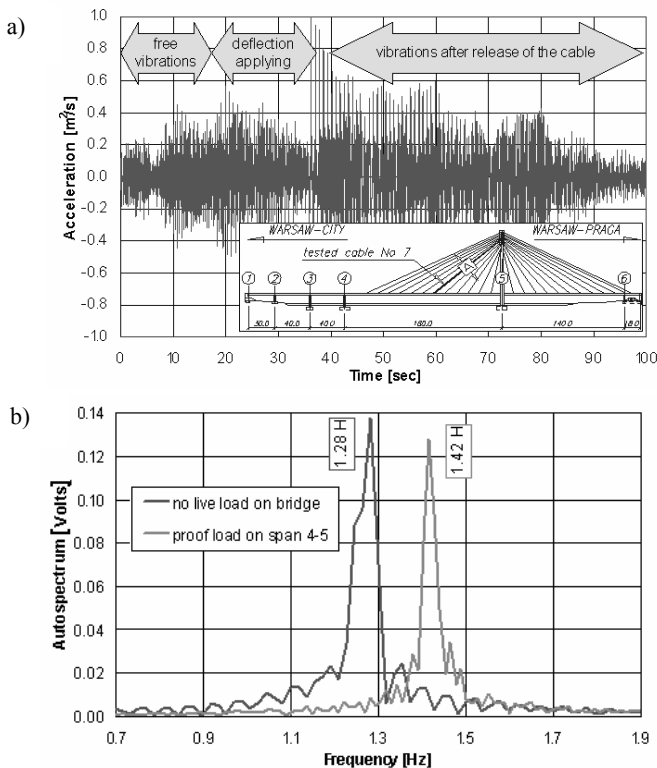 a)
free vibrations
deflection applying
vibrations after release of the cable
1.0
0.8
0.6
0.4
0.2
0.0
-0.2
-0.4
-0.6
-0.8
-1.0
Acceleration [m²/s]
WARSAW-CITY
WARSAW-PRAGA
tested cable No 7
A
1 2 3 4 5 6
40.0 40.0 180.0 140.0
0 10 20 30 40 50 60 70 80 90 100
Time [sec]
b)
0.14
0.12
0.10
0.08
0.06
0.04
0.02
0.00
Autospectrum [Volts]
1.28 H
1.42 H
no live load on bridge
proof load on span 4-5
0.7 0.9 1.1 1.3 1.5 1.7 1.9
Frequency [Hz]